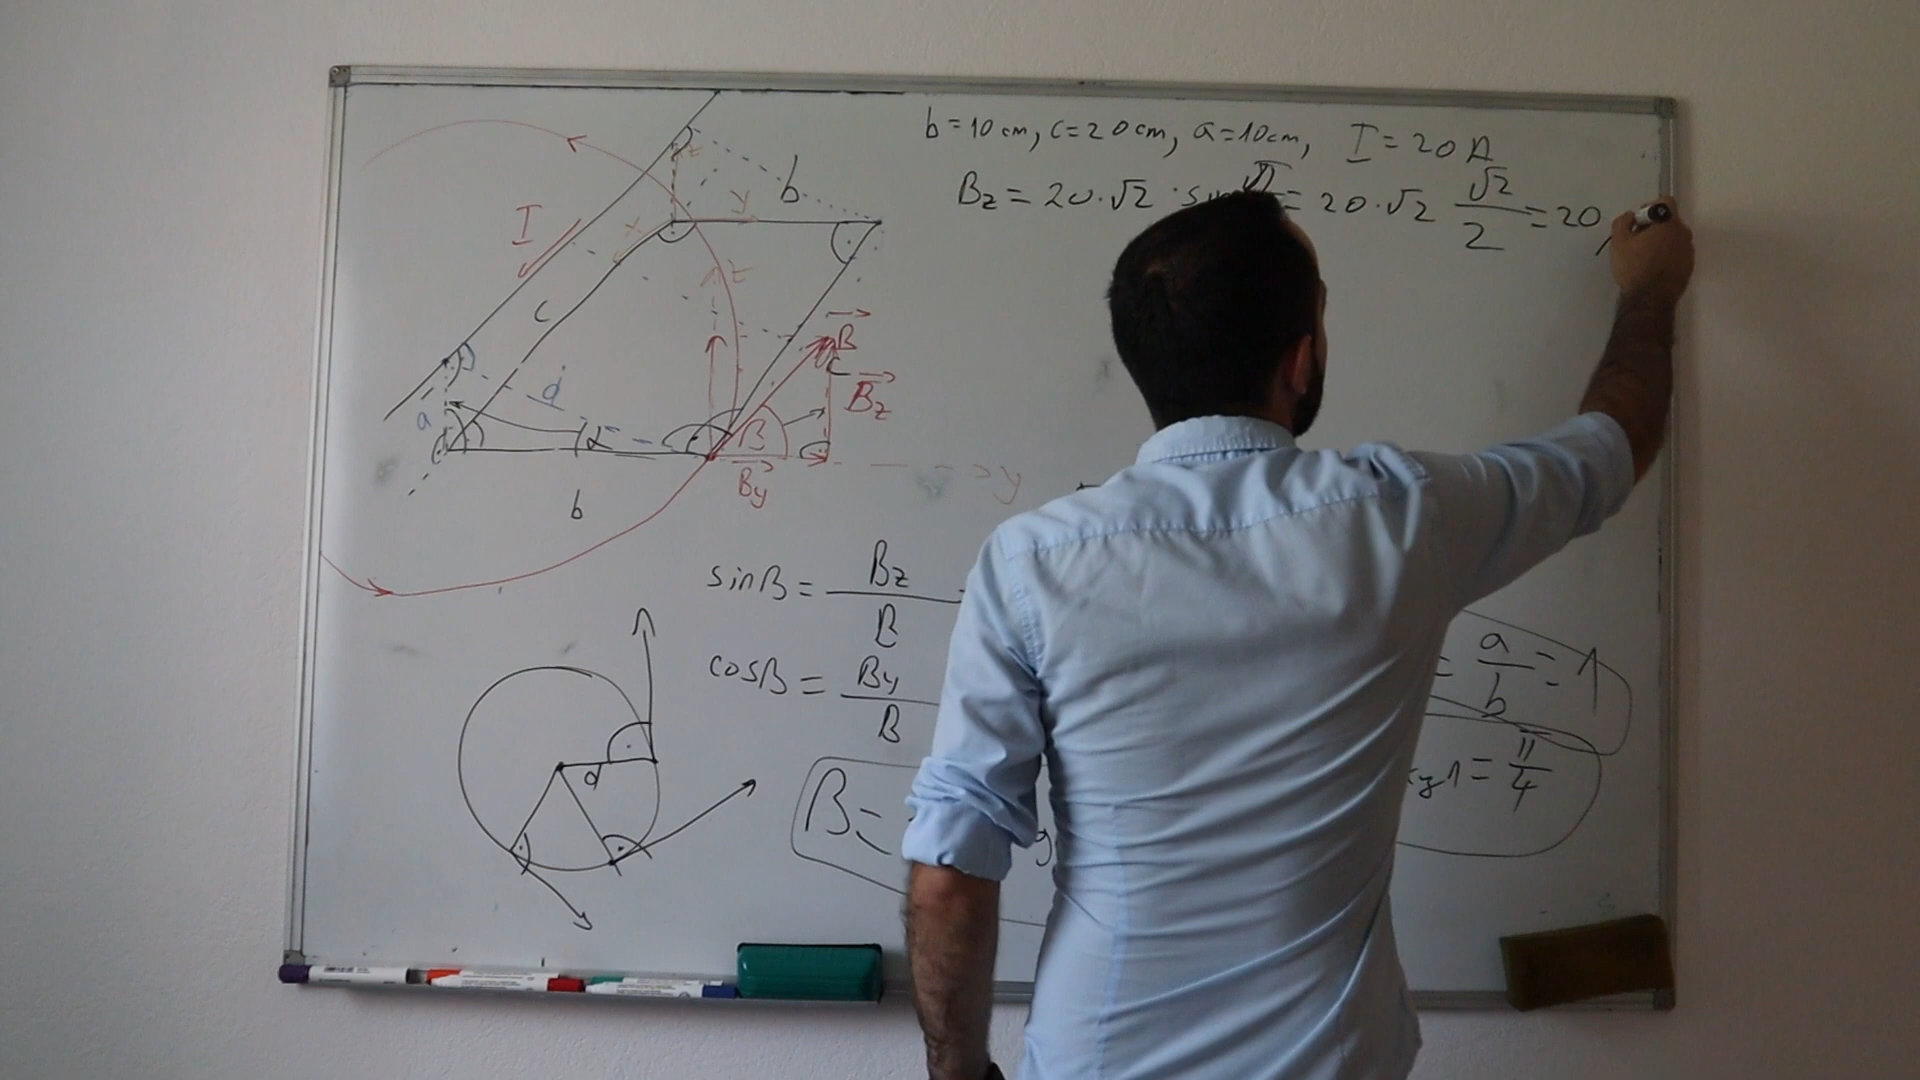 b=10cm, c=20cm, a=10cm, I=20A
Bz = 20·√2 · = 20·√2 √2/2 = 20
I
b
z
y
x
c
z
B
c
Bz
d
a
α
β
By
y
b
sinβ = Bz/B
cosβ = By/B
= a/b = 1
= π/4
d